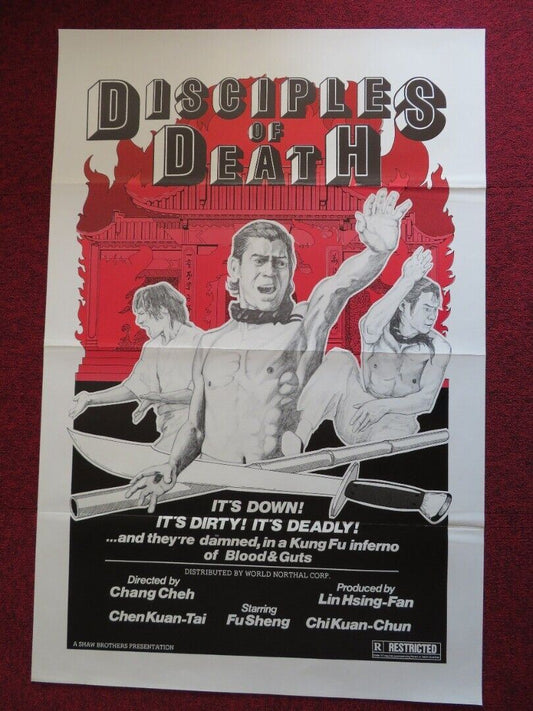 DISCIPLES
OF
DEATH
IT'S DOWN!
IT'S DIRTY! IT'S DEADLY!
...and they're damned, in a Kung Fu inferno
of Blood & Guts
DISTRIBUTED BY WORLD NORTHAL CORP.
Directed by
Chang Cheh
Produced by
Lin Hsing-Fan
Starring
Chen Kuan-Tai Fu Sheng Chi Kuan-Chun
A SHAW BROTHERS PRESENTATION
R RESTRICTED